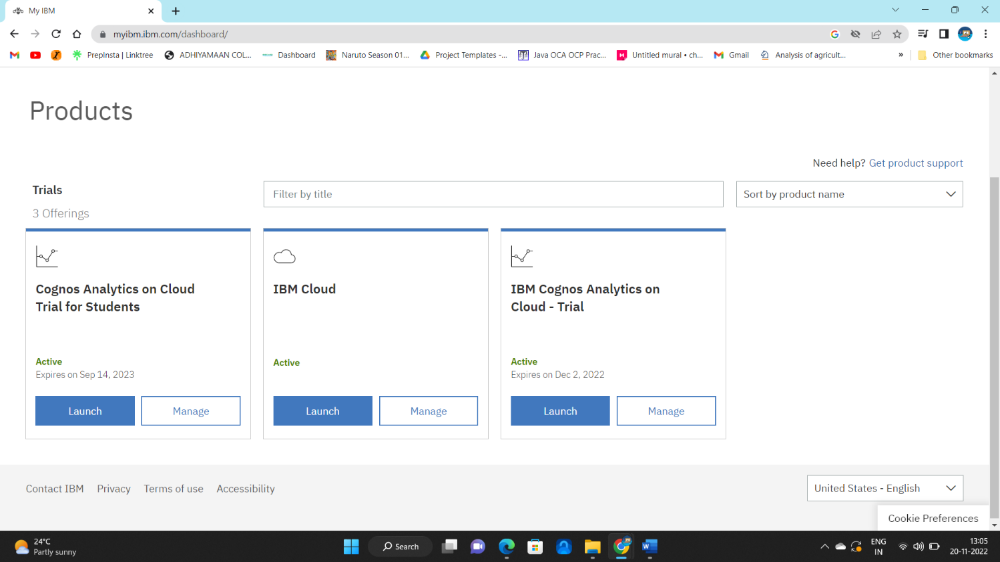 My IBM
myibm.ibm.com/dashboard/
PrepInsta | Linktree
ADHIYAMAAN COL...
Dashboard
Naruto Season 01...
Project Templates -...
Java OCA OCP Prac...
Untitled mural • ch...
Gmail
Analysis of agricult...
»
Other bookmarks
Products
Need help? Get product support
Trials
3 Offerings
Filter by title
Sort by product name
Cognos Analytics on Cloud
Trial for Students
Active
Expires on Sep 14, 2023
Launch
Manage
IBM Cloud
Active
Launch
Manage
IBM Cognos Analytics on
Cloud - Trial
Active
Expires on Dec 2, 2022
Launch
Manage
Contact IBM
Privacy
Terms of use
Accessibility
United States - English
Cookie Preferences
24°C
Partly sunny
Search
ENG
IN
13:05
20-11-2022